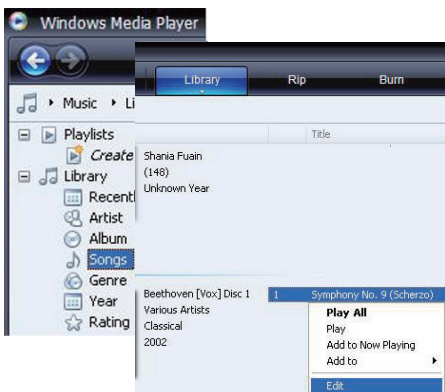 Windows Media Player
Music Li
Playlists
Create
Library
Recentl
Artist
Album
Songs
Genre
Year
Rating
Library Rip Burn
Title
Shania Fuain
(148)
Unknown Year
Beethoven [Vox] Disc 1 1 Symphony No. 9 (Scherzo)
Various Artists
Classical
2002
Play All
Play
Add to Now Playing
Add to
Edit